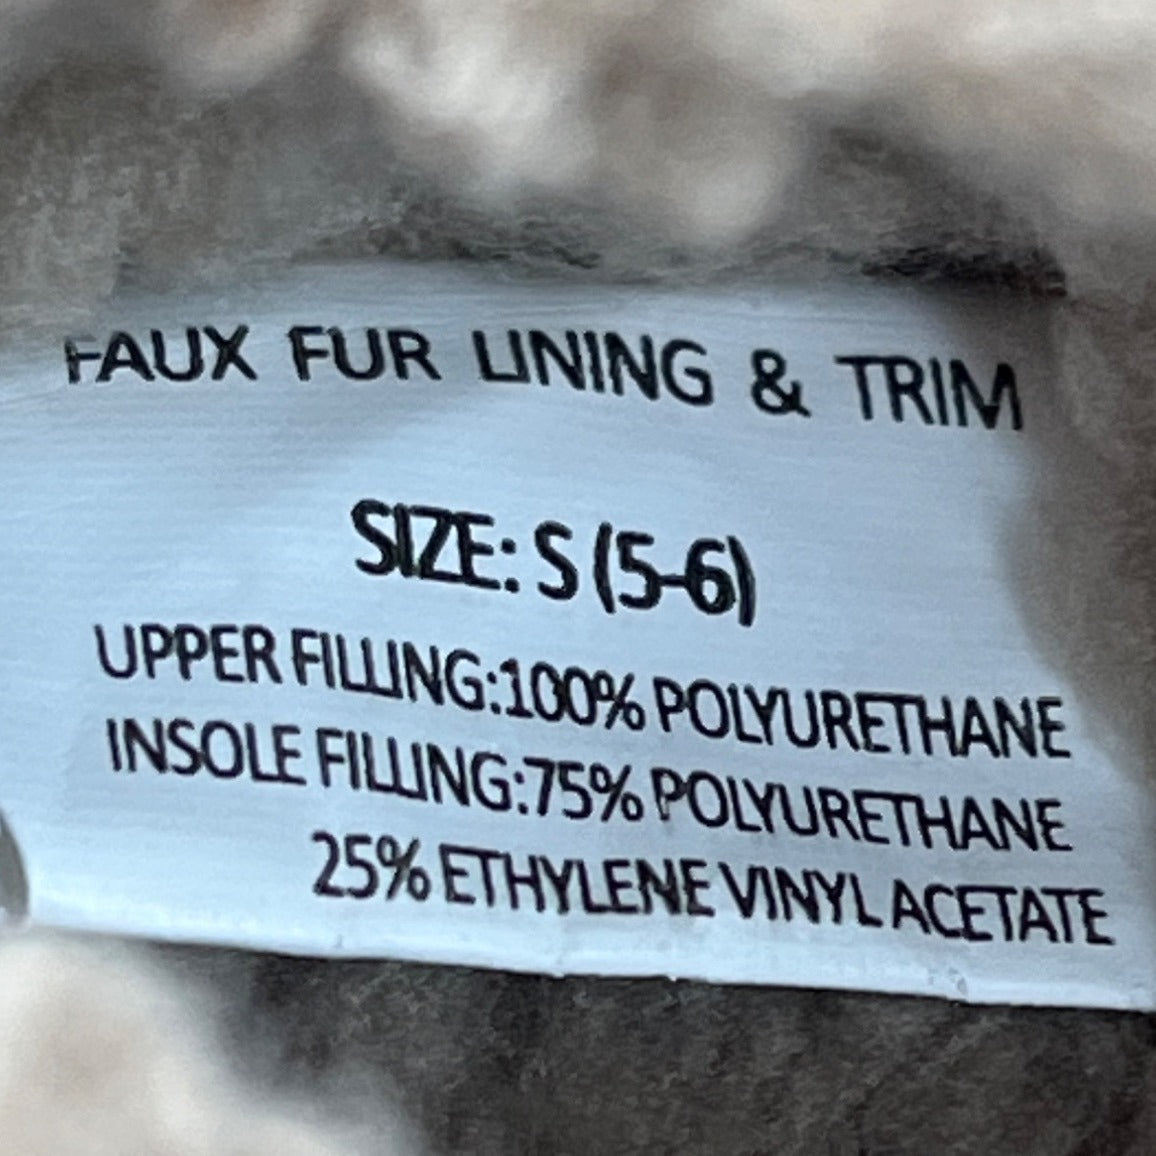 FAUX FUR LINING & TRIM
SIZE: S (5-6)
UPPER FILLING:100% POLYURETHANE
INSOLE FILLING:75% POLYURETHANE
25% ETHYLENE VINYL ACETATE